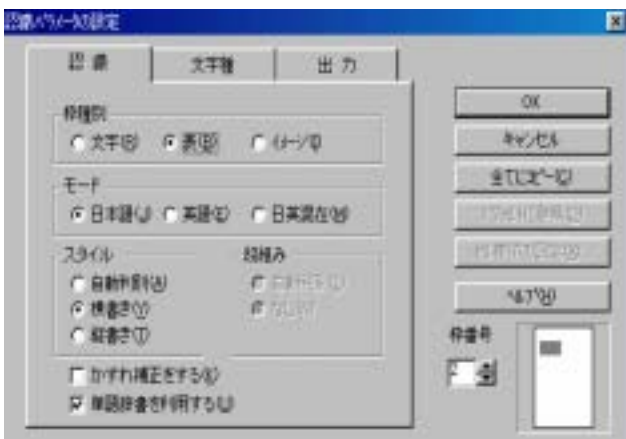 認識パラメータの設定
認 識 文字種 出 力
枠種別
文字(B) 表(B) イメージ(I)
モード
日本語(J) 英語(E) 日英混在(M)
スタイル 段組み
自動判別(A)
横書き(Y)
縦書き(T)
かすれ補正をする(K)
単語辞書を利用する(U)
OK
キャンセル
全てにコピー(C)
ヘルプ(H)
枠番号